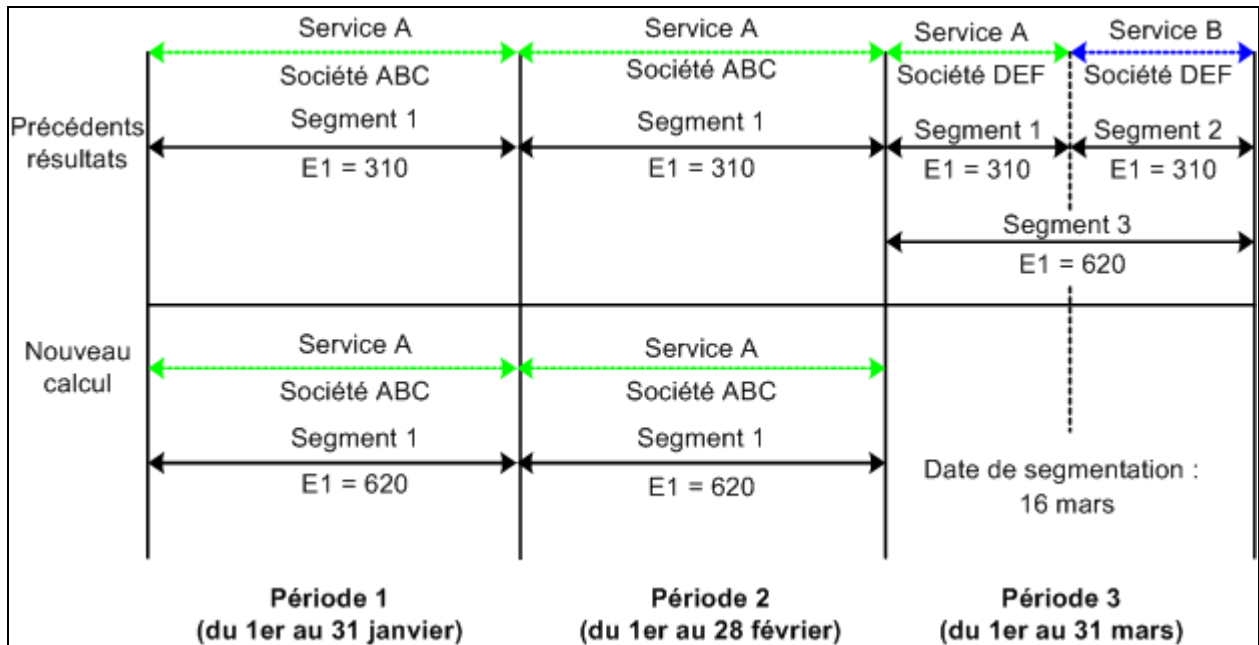 Service A
Service A
Service A
Service B
Société ABC
Société ABC
Société DEF
Société DEF
Précédents
résultats
Segment 1
Segment 1
Segment 1
Segment 2
E1 = 310
E1 = 310
E1 = 310
E1 = 310
Segment 3
E1 = 620
Nouveau
calcul
Service A
Service A
Société ABC
Société ABC
Segment 1
Segment 1
E1 = 620
E1 = 620
Date de segmentation :
16 mars
Période 1
(du 1er au 31 janvier)
Période 2
(du 1er au 28 février)
Période 3
(du 1er au 31 mars)